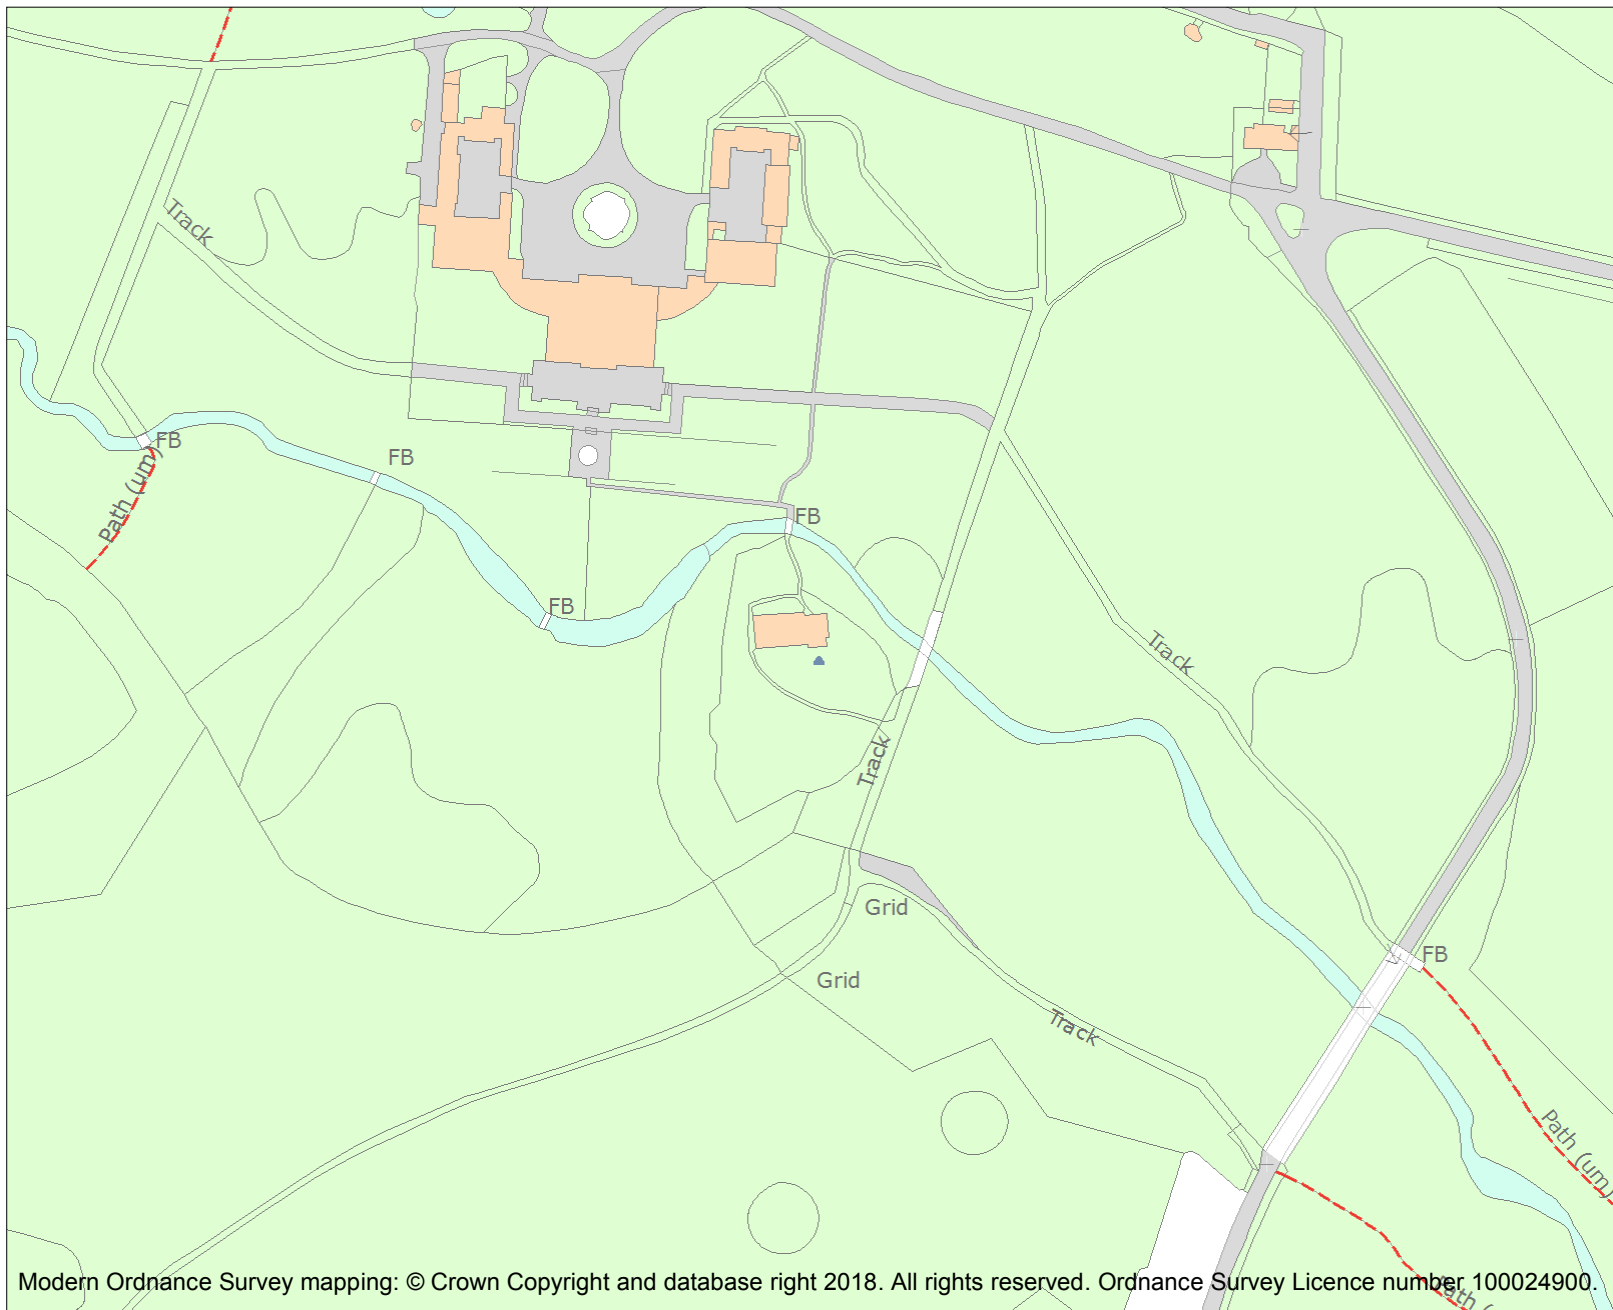 Track
FB
FB
Path (um)
FB
FB
Track
Track
Grid
FB
Grid
Track
Path (um)
Path (
Modern Ordnance Survey mapping: © Crown Copyright and database right 2018. All rights reserved. Ordnance Survey Licence number 100024900.